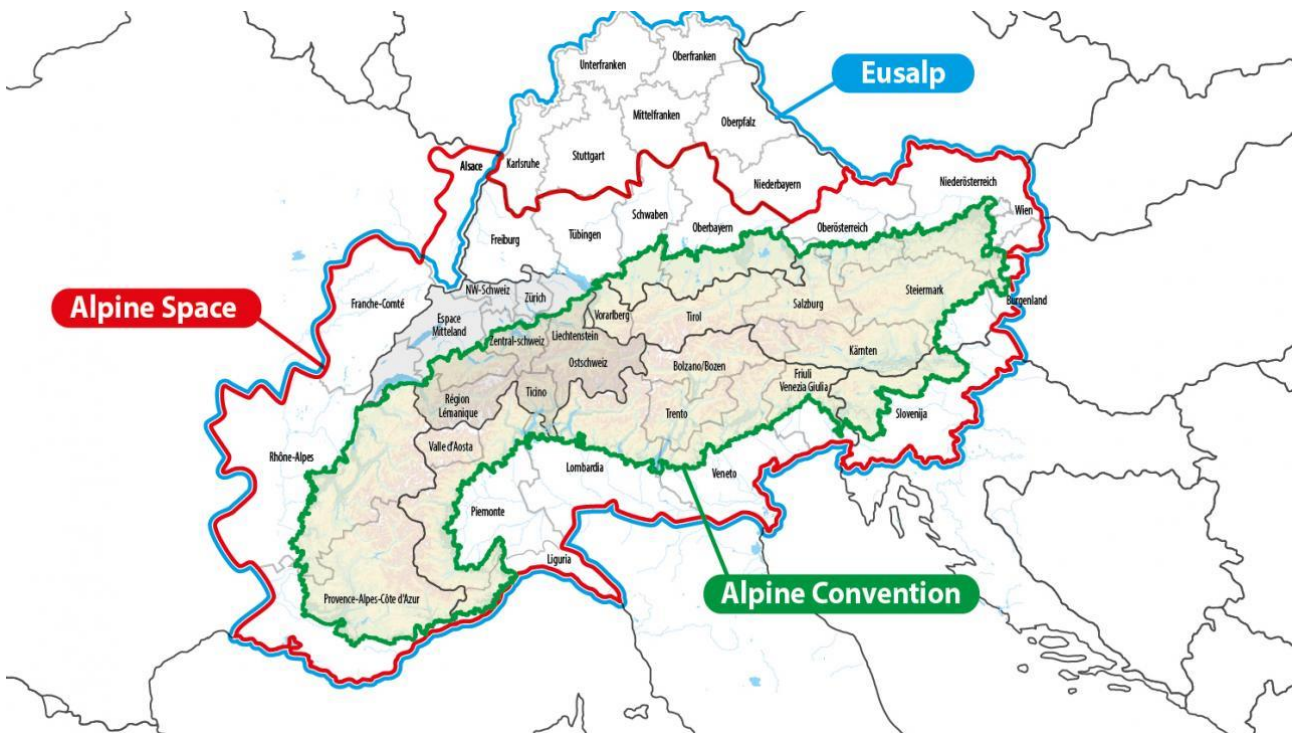 Unterfranken
Oberfranken
Eusalp
Mittelfranken
Oberpfalz
Alsace
Karlsruhe
Stuttgart
Niederbayern
Niederösterreich
Wien
Schwaben
Oberbayern
Oberösterreich
Freiburg
Tübingen
Alpine Space
Franche-Comté
NW-Schweiz
Zürich
Espace
Mitteland
Vorarlberg
Tirol
Salzburg
Steiermark
Burgenland
Zentral-schweiz
Liechtenstein
Ostschweiz
Bolzano/Bozen
Kärnten
Friuli
Venezia Giulia
Région
Lémanique
Ticino
Trento
Slovenija
Valle d'Aosta
Rhône-Alpes
Lombardia
Veneto
Piemonte
Liguria
Alpine Convention
Provence-Alpes-Côte d'Azur